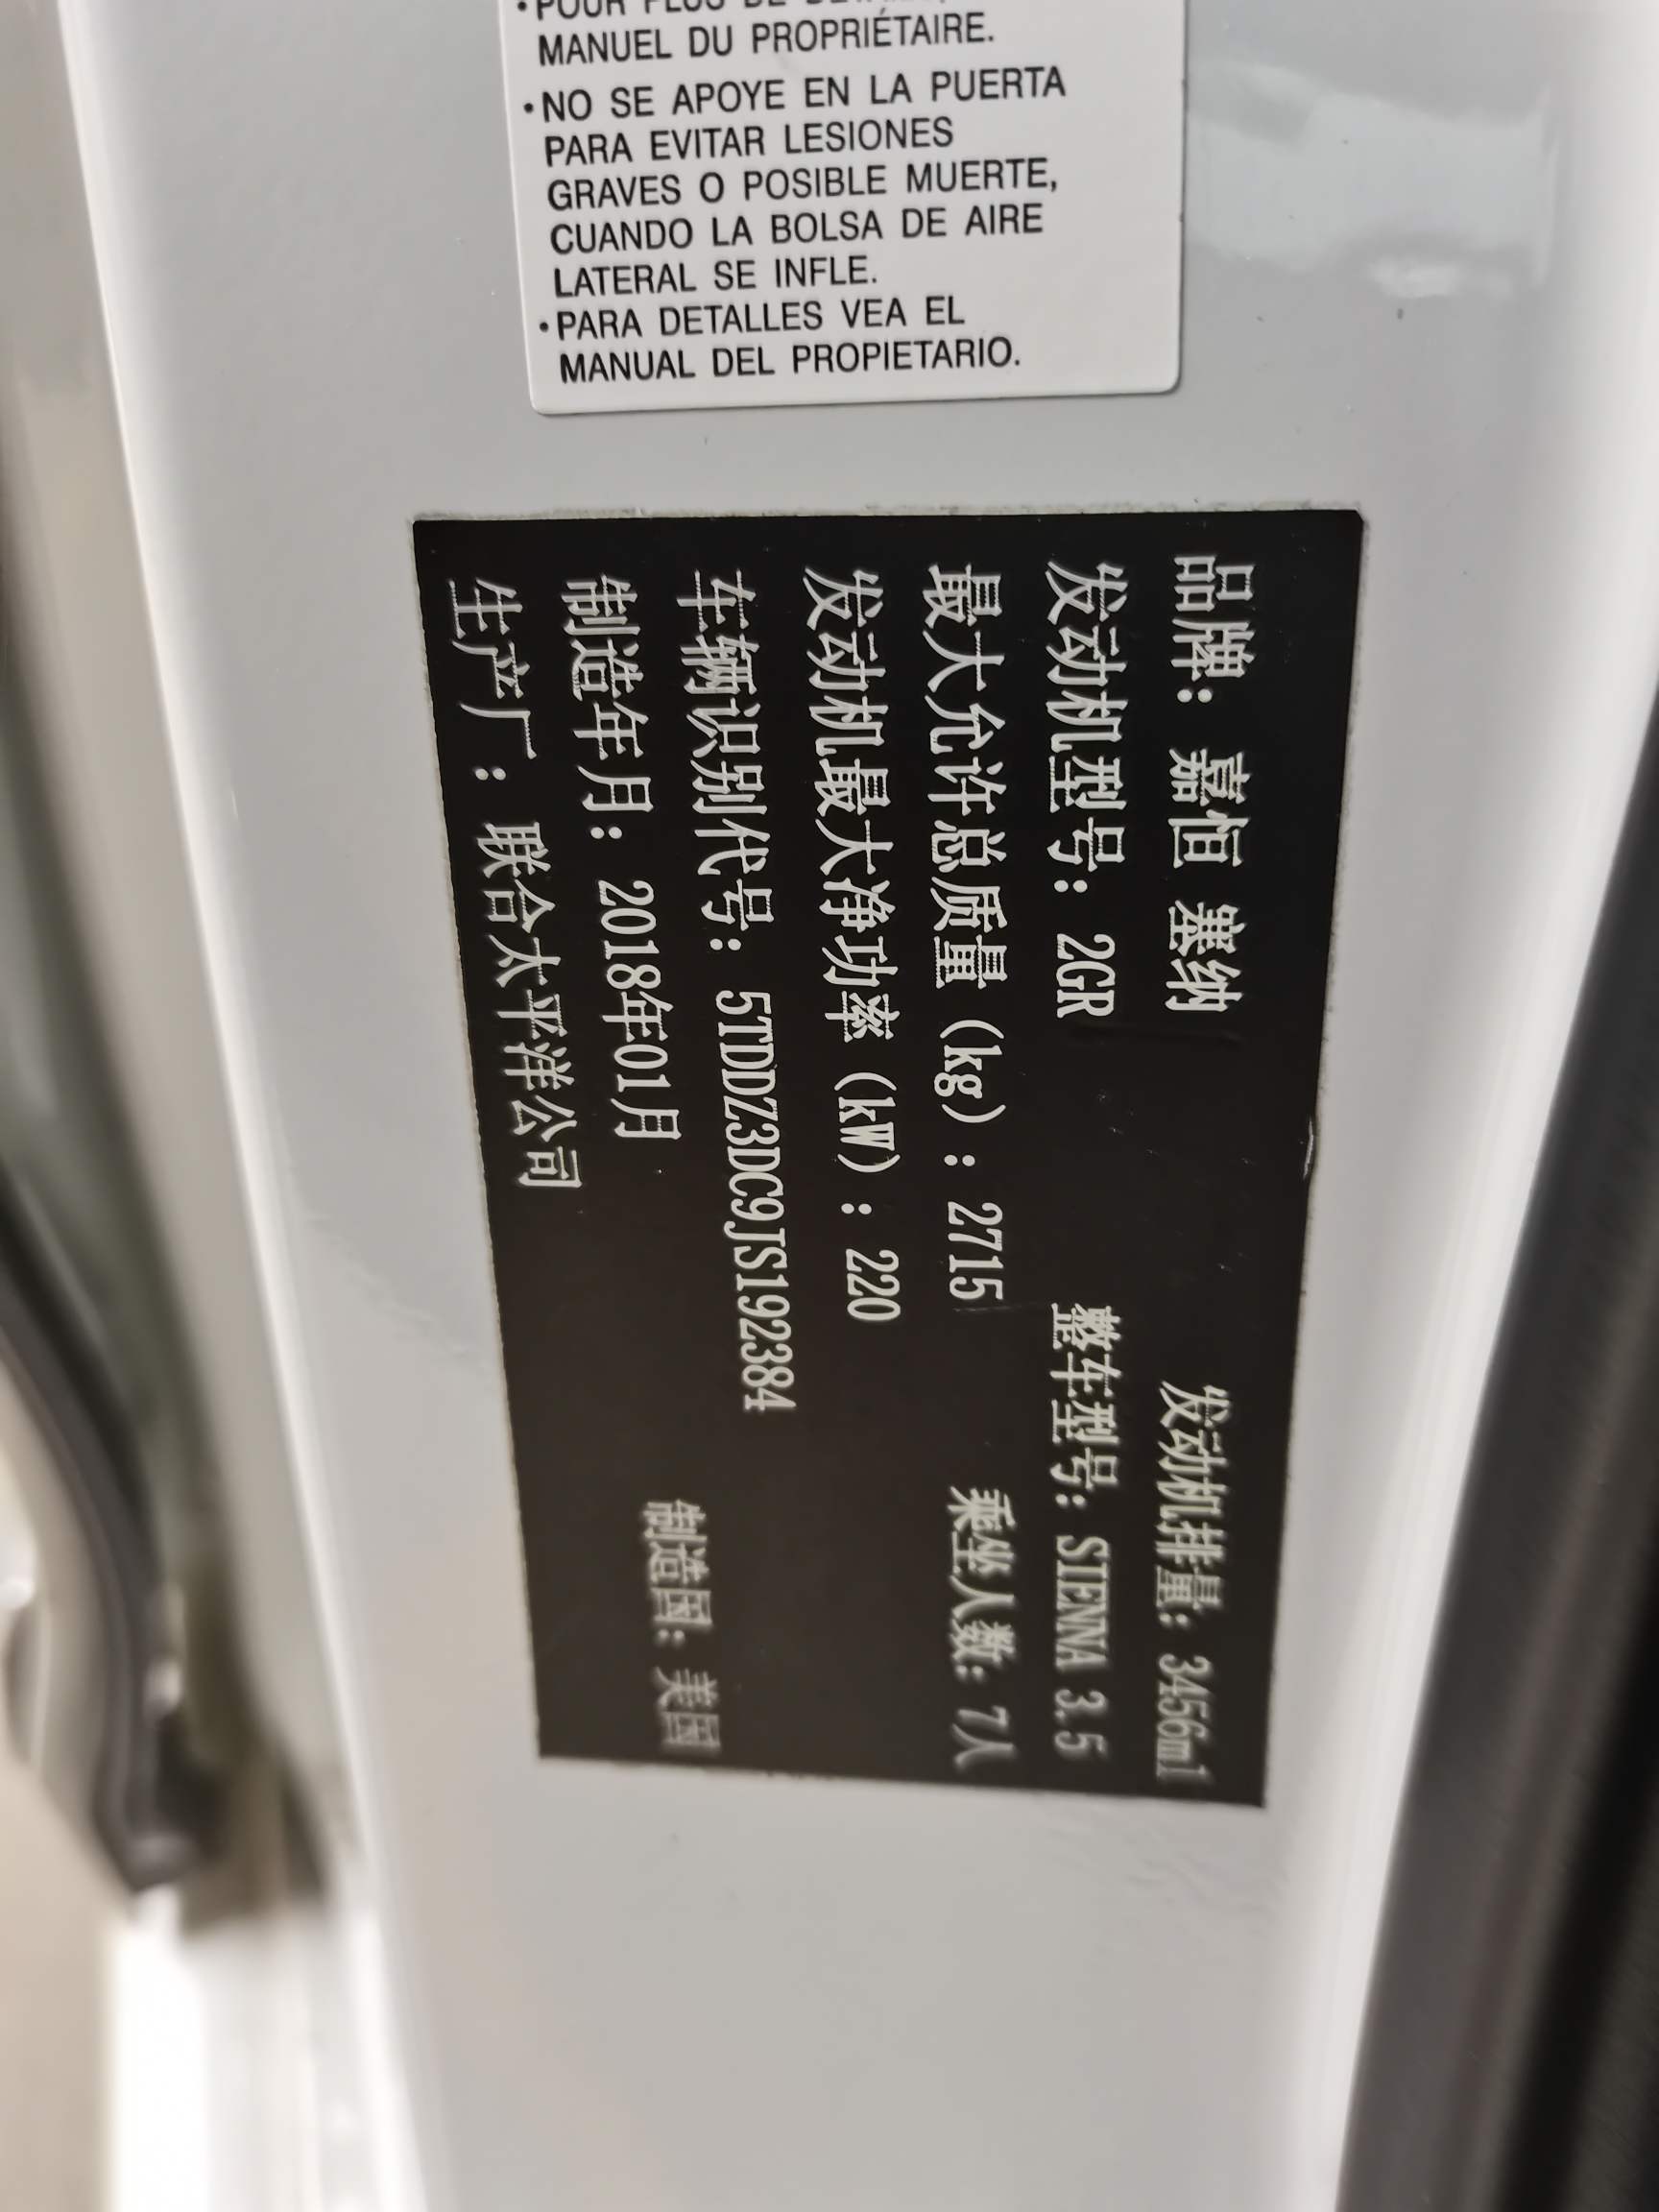 MANUEL DU PROPRIÉTAIRE.
•NO SE APOYE EN LA PUERTA
PARA EVITAR LESIONES
GRAVES O POSIBLE MUERTE,
CUANDO LA BOLSA DE AIRE
LATERAL SE INFLE.
•PARA DETALLES VEA EL
MANUAL DEL PROPIETARIO.
品牌: 嘉恒 塞纳 发动机排量: 3456ml
发动机型号: 2GR 整车型号: SIENNA 3.5
最大允许总质量(kg): 2715 乘坐人数: 7人
发动机最大净功率(kW): 220
车辆识别代号: 5TDDZ3DC9JS192384
制造年月: 2018年01月 制造国: 美国
生产厂: 联合太平洋公司